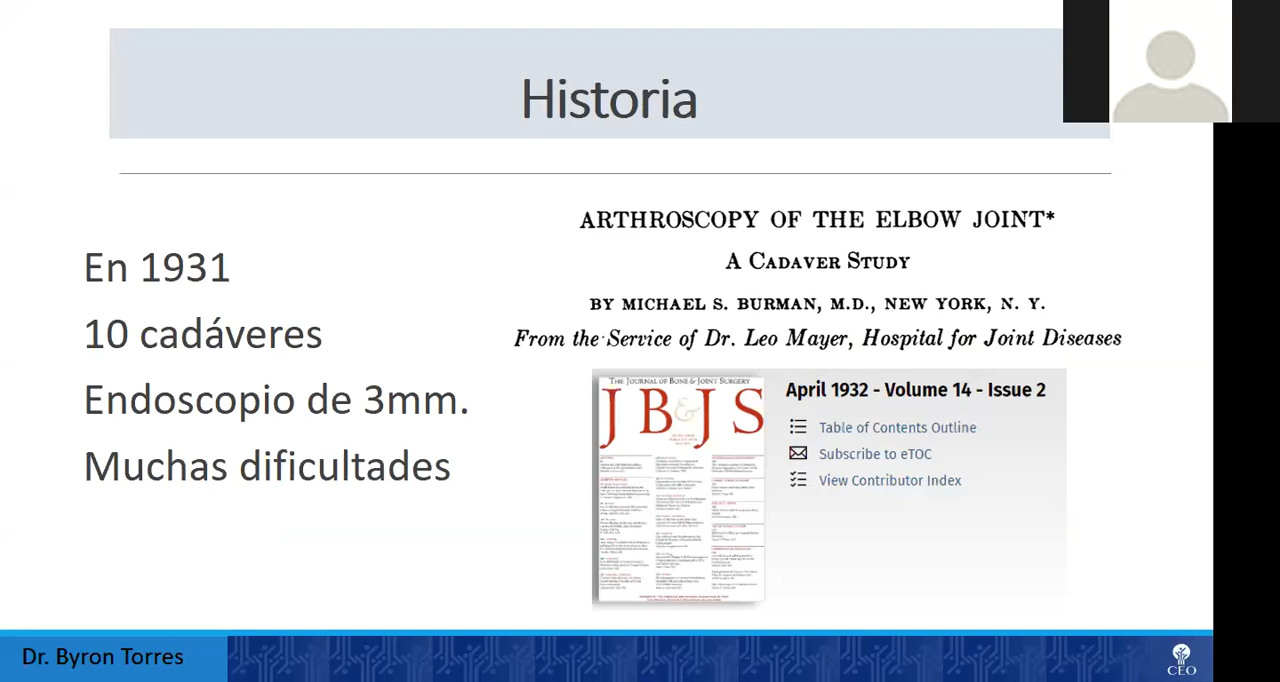 Historia
En 1931
10 cadáveres
Endoscopio de 3mm.
Muchas dificultades
ARTHROSCOPY OF THE ELBOW JOINT*
A CADAVER STUDY
BY MICHAEL S. BURMAN, M.D., NEW YORK, N. Y.
From the Service of Dr. Leo Mayer, Hospital for Joint Diseases
THE JOURNAL OF BONE & JOINT SURGERY
J B & J S
April 1932 - Volume 14 - Issue 2
Table of Contents Outline
Subscribe to eTOC
View Contributor Index
Dr. Byron Torres
CEO